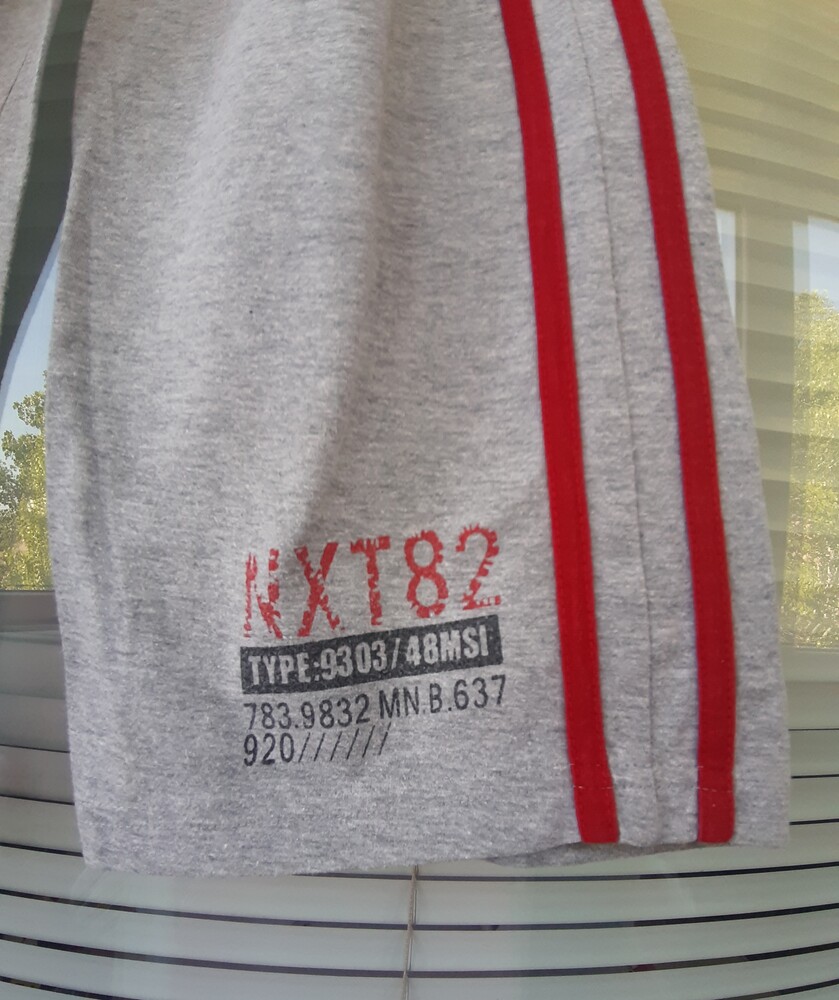 NXT82
TYPE:9303/48MSI
783.9832 MN.B.637
920//////